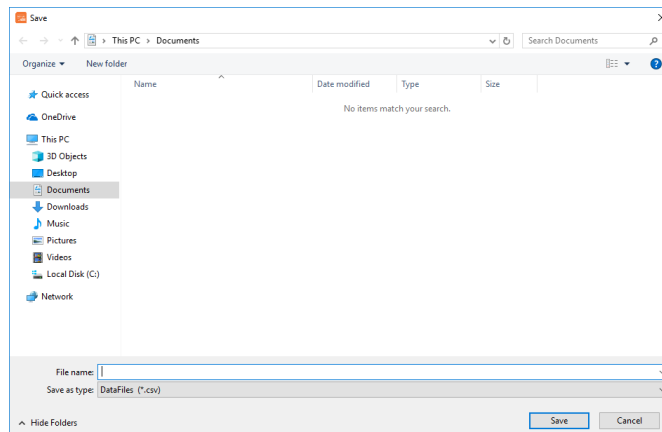 Save
This PC > Documents
Search Documents
Organize
New folder
Name
Date modified
Type
Size
Quick access
No items match your search.
OneDrive
This PC
3D Objects
Desktop
Documents
Downloads
Music
Pictures
Videos
Local Disk (C:)
Network
File name:
Save as type: DataFiles (*.csv)
Hide Folders
Save
Cancel